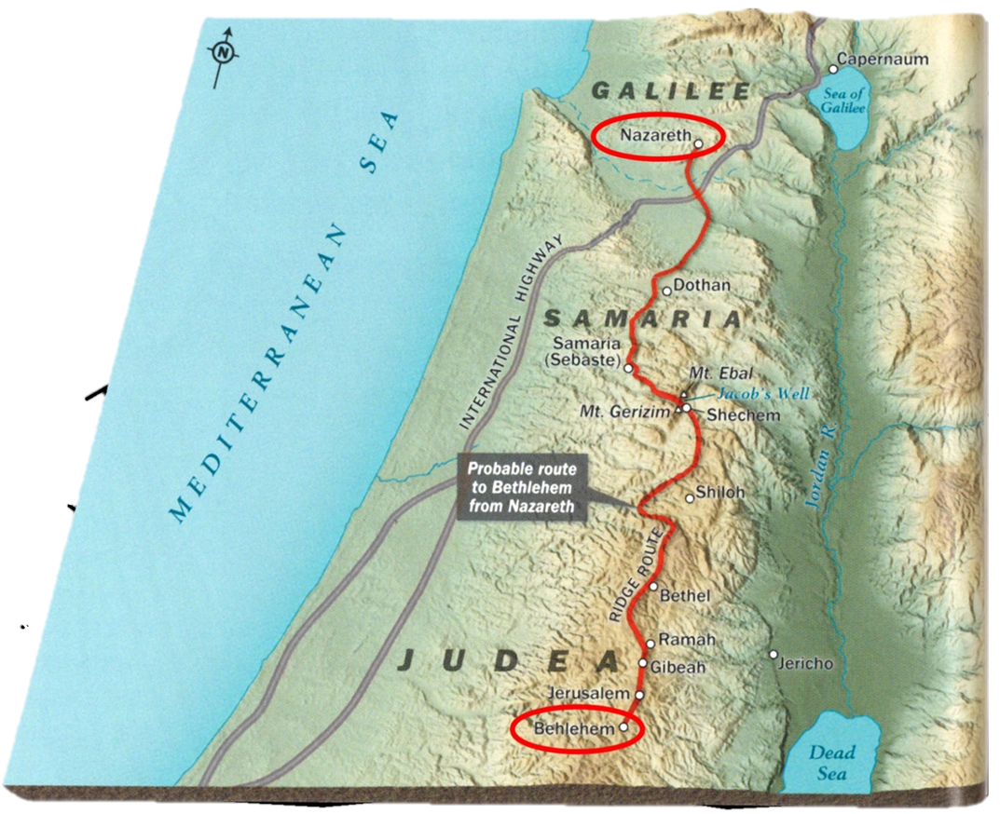 N
Capernaum
GALILEE
Sea of
Galilee
Nazareth
MEDITERRANEAN SEA
INTERNATIONAL HIGHWAY
Dothan
SAMARIA
Samaria
(Sebaste)
Mt. Ebal
Jacob's Well
Mt. Gerizim
Shechem
Jordan R.
Probable route
to Bethlehem
from Nazareth
Shiloh
RIDGE ROUTE
Bethel
Ramah
JUDEA
Gibeah
Jericho
Jerusalem
Behlehem
Dead
Sea